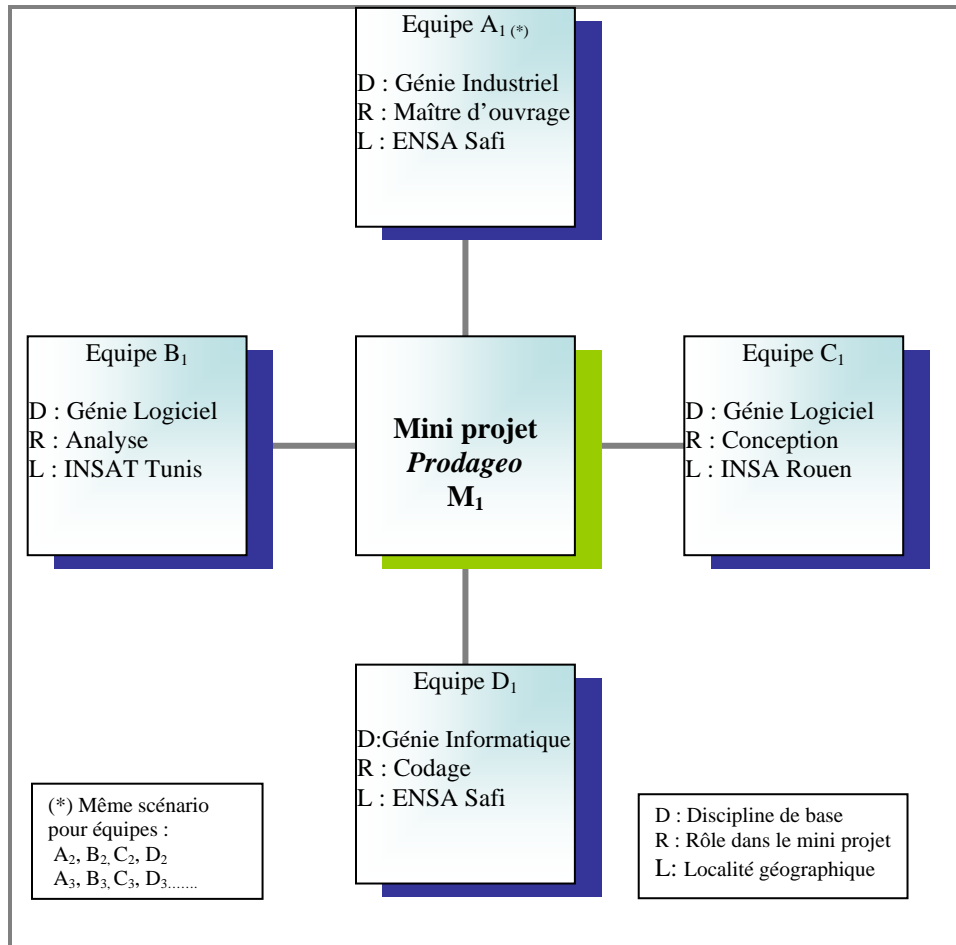 Equipe A1 (*)
D : Génie Industriel
R : Maître d’ouvrage
L : ENSA Safi
Equipe B1
D : Génie Logiciel
R : Analyse
L : INSAT Tunis
Mini projet
Prodageo
M1
Equipe C1
D : Génie Logiciel
R : Conception
L : INSA Rouen
Equipe D1
D:Génie Informatique
R : Codage
L : ENSA Safi
(*) Même scénario
pour équipes :
A2, B2, C2, D2
A3, B3, C3, D3.......
D : Discipline de base
R : Rôle dans le mini projet
L: Localité géographique